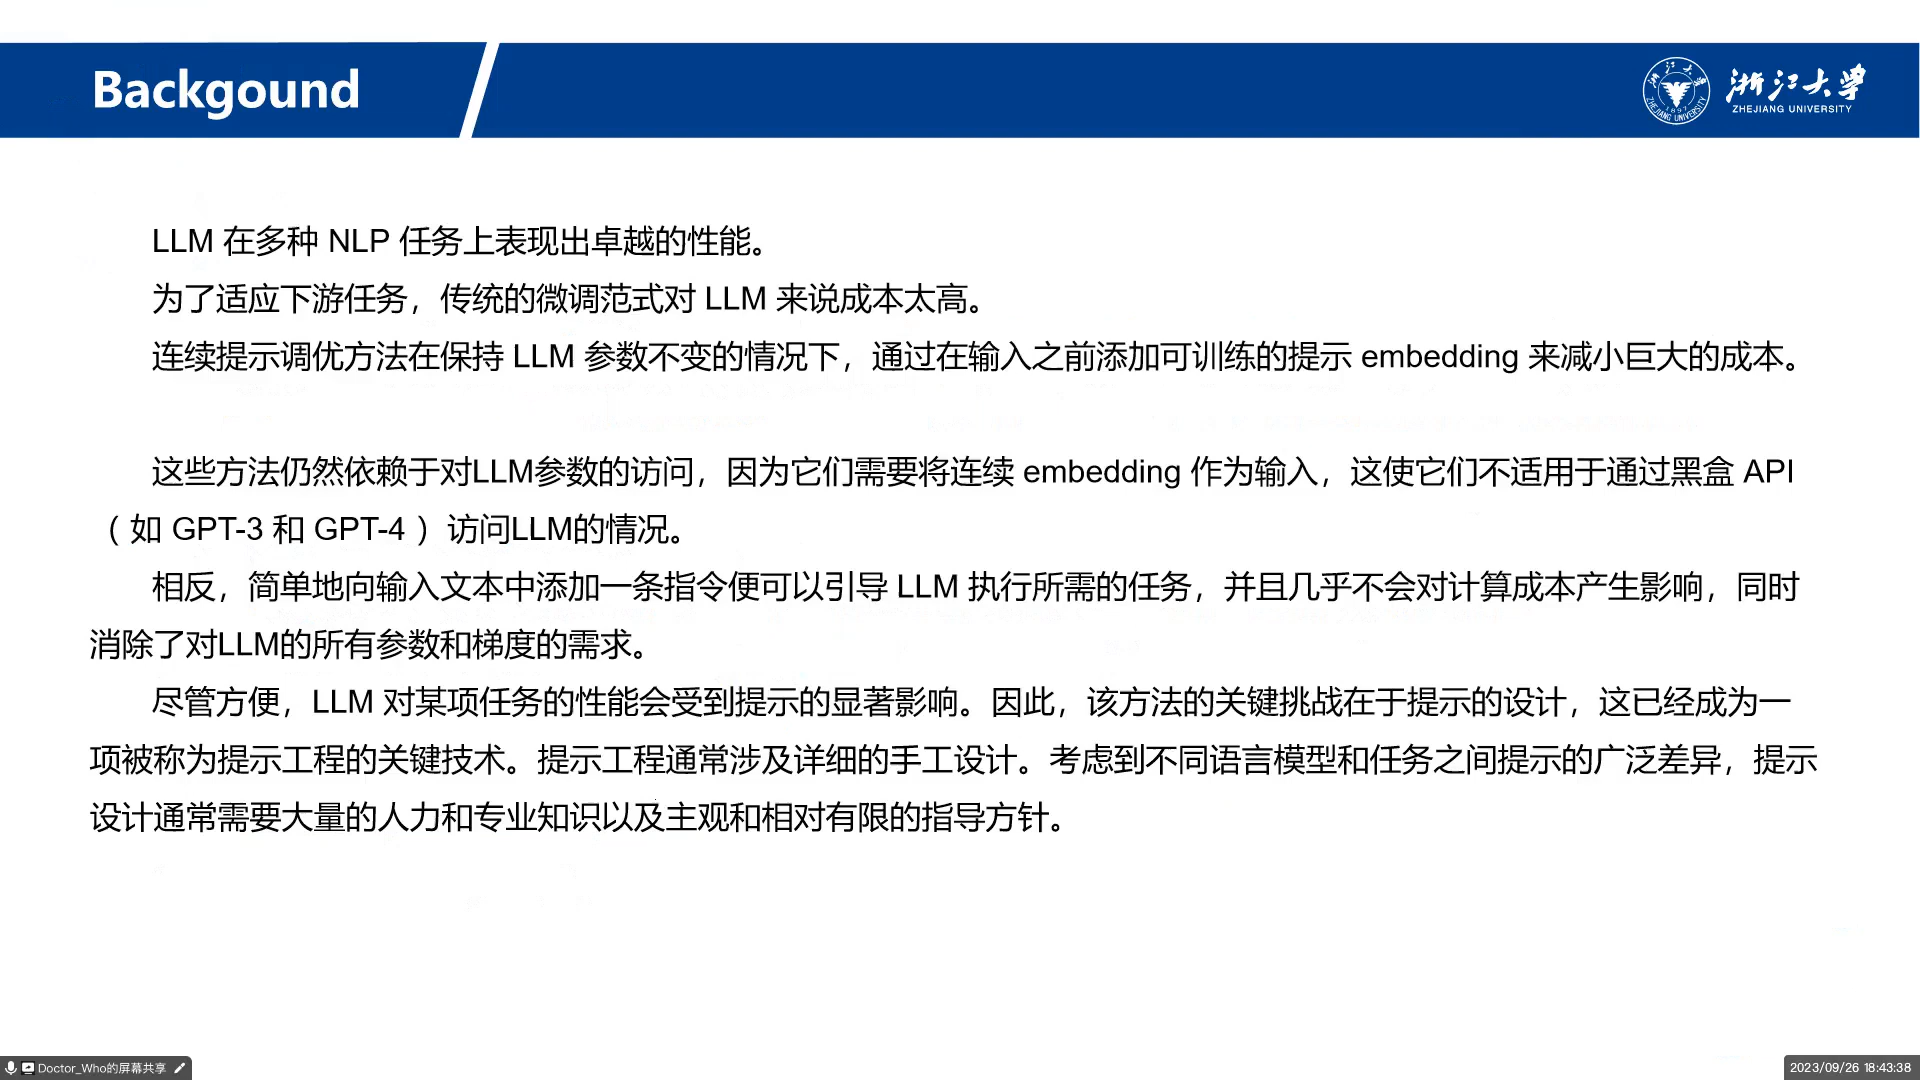 Backgound
浙江大学
ZHEJIANG UNIVERSITY
浙江大学
1897
ZHEJIANG UNIVERSITY
LLM 在多种 NLP 任务上表现出卓越的性能。
为了适应下游任务，传统的微调范式对 LLM 来说成本太高。
连续提示调优方法在保持 LLM 参数不变的情况下，通过在输入之前添加可训练的提示 embedding 来减小巨大的成本。
这些方法仍然依赖于对LLM参数的访问，因为它们需要将连续 embedding 作为输入，这使它们不适用于通过黑盒 API
（ 如 GPT-3 和 GPT-4 ）访问LLM的情况。
相反，简单地向输入文本中添加一条指令便可以引导 LLM 执行所需的任务，并且几乎不会对计算成本产生影响，同时
消除了对LLM的所有参数和梯度的需求。
尽管方便，LLM 对某项任务的性能会受到提示的显著影响。因此，该方法的关键挑战在于提示的设计，这已经成为一
项被称为提示工程的关键技术。提示工程通常涉及详细的手工设计。考虑到不同语言模型和任务之间提示的广泛差异，提示
设计通常需要大量的人力和专业知识以及主观和相对有限的指导方针。
Doctor_Who的屏幕共享
2023/09/26 18:43:38